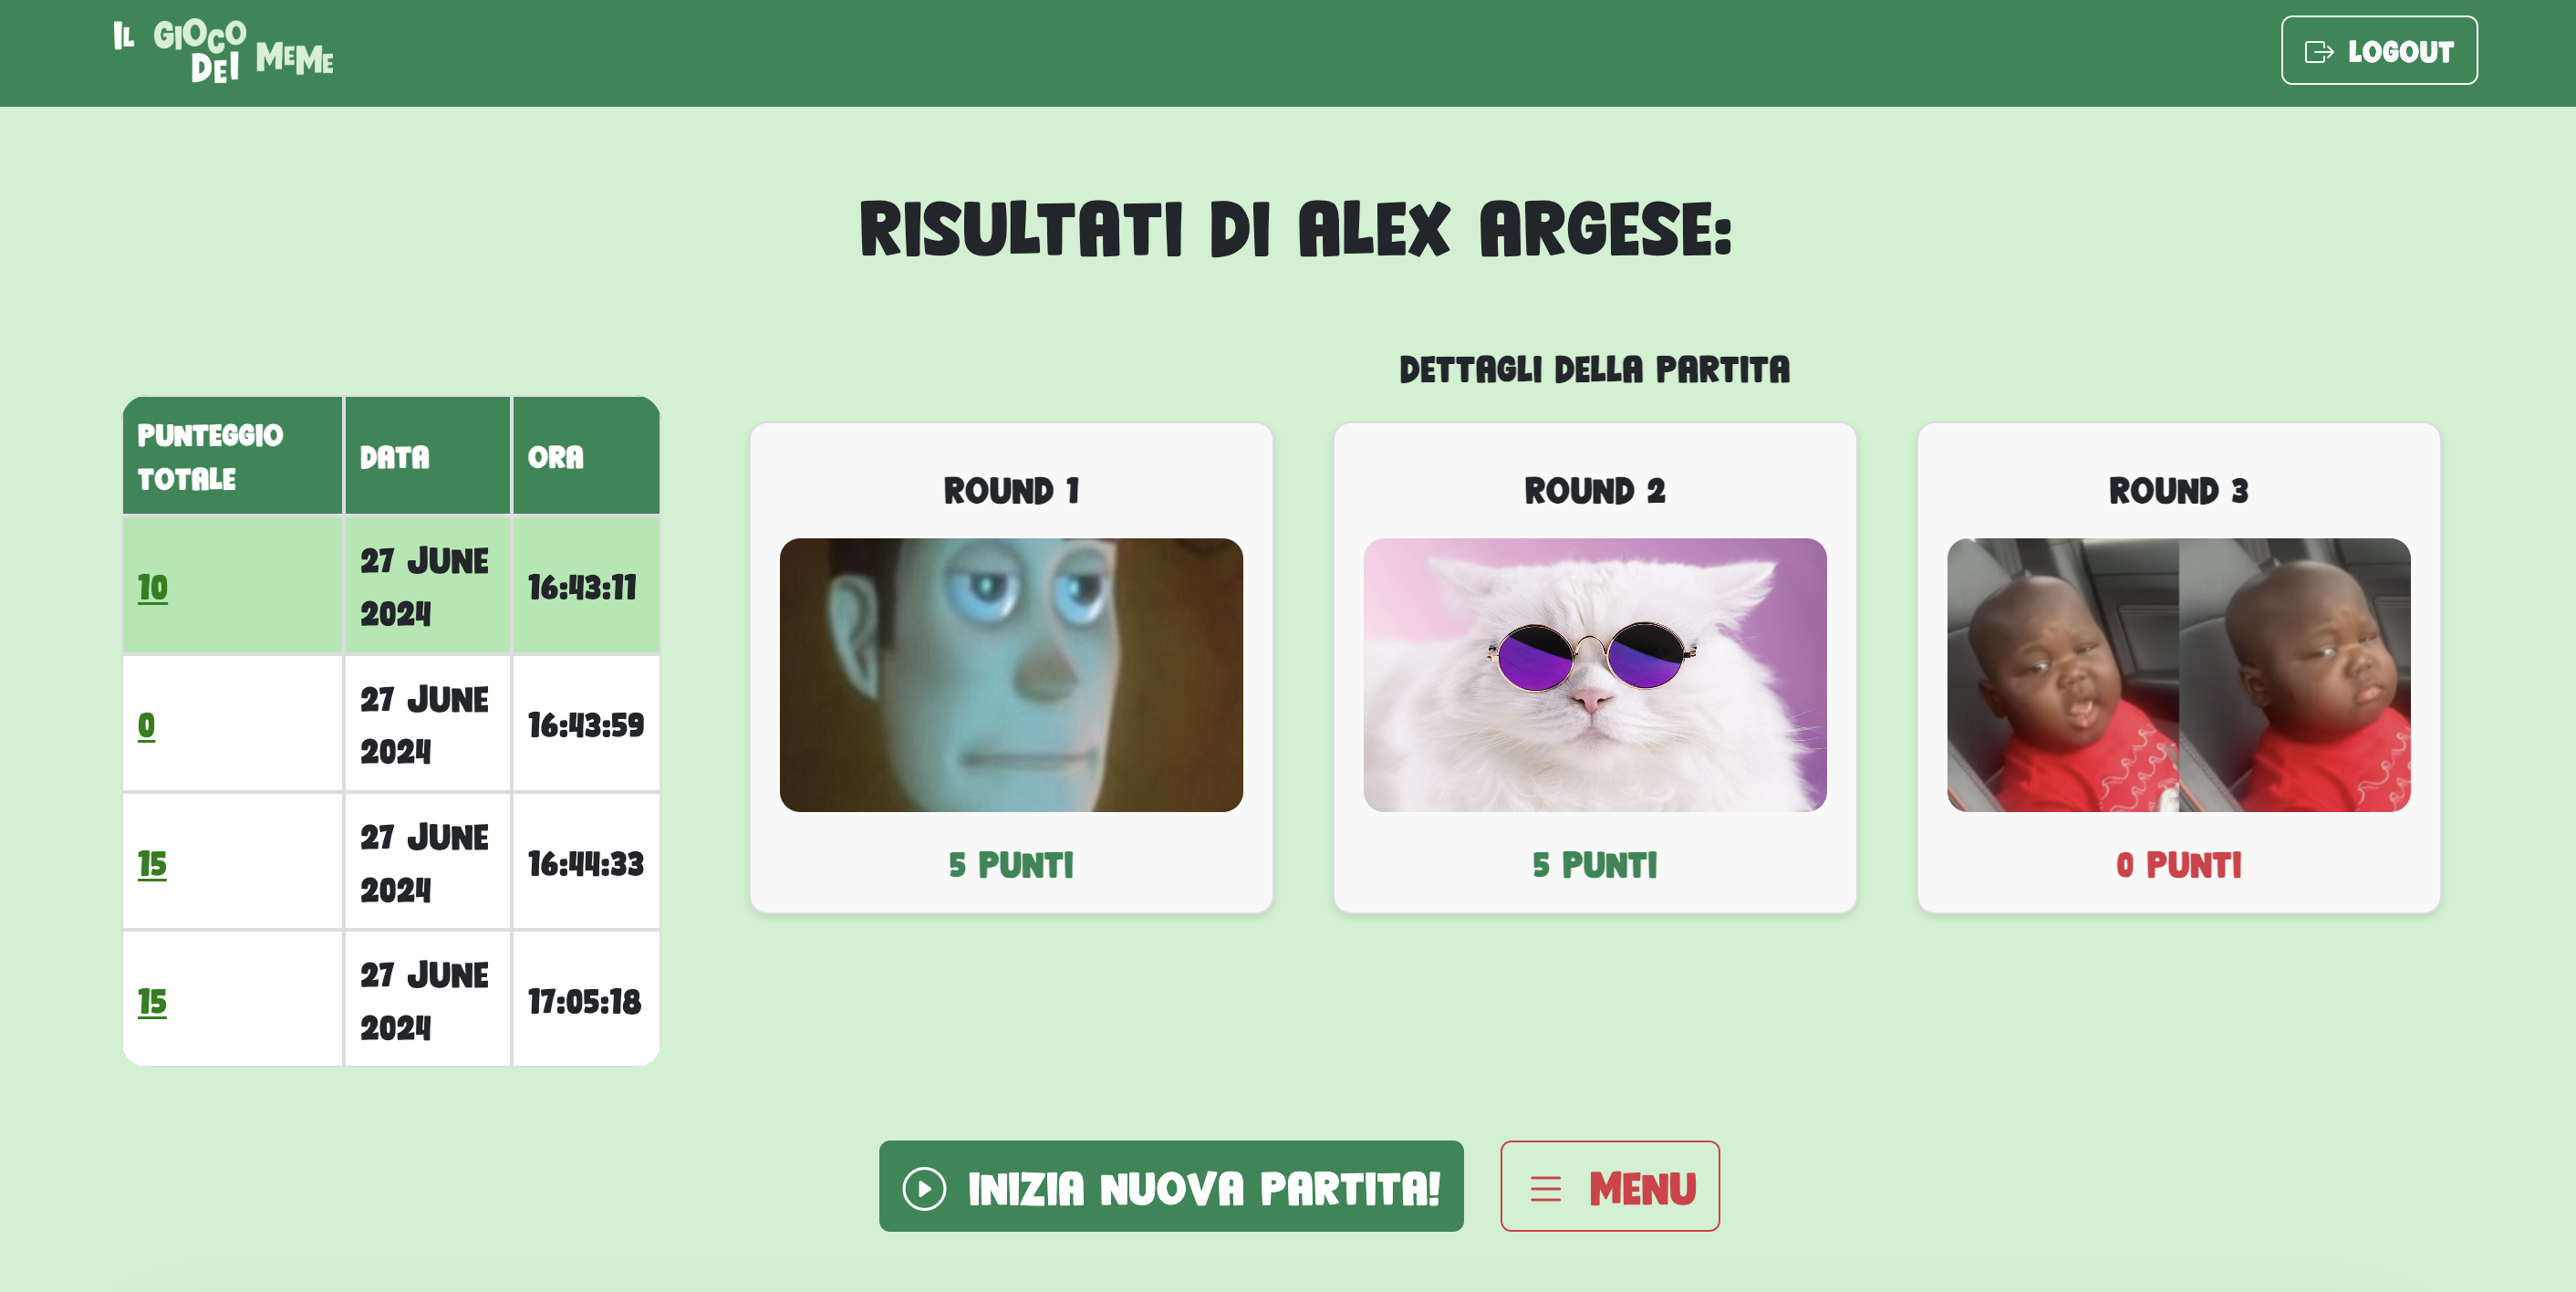 IL GIOCO
DEI MEME
LOGOUT
RISULTATI DI ALEX ARGESE:
DETTAGLI DELLA PARTITA
PUNTEGGIO
TOTALE
DATA
ORA
10
27 JUNE
2024
16:43:11
0
27 JUNE
2024
16:43:59
15
27 JUNE
2024
16:44:33
15
27 JUNE
2024
17:05:18
ROUND 1
5 PUNTI
ROUND 2
5 PUNTI
ROUND 3
0 PUNTI
INIZIA NUOVA PARTITA!
MENU